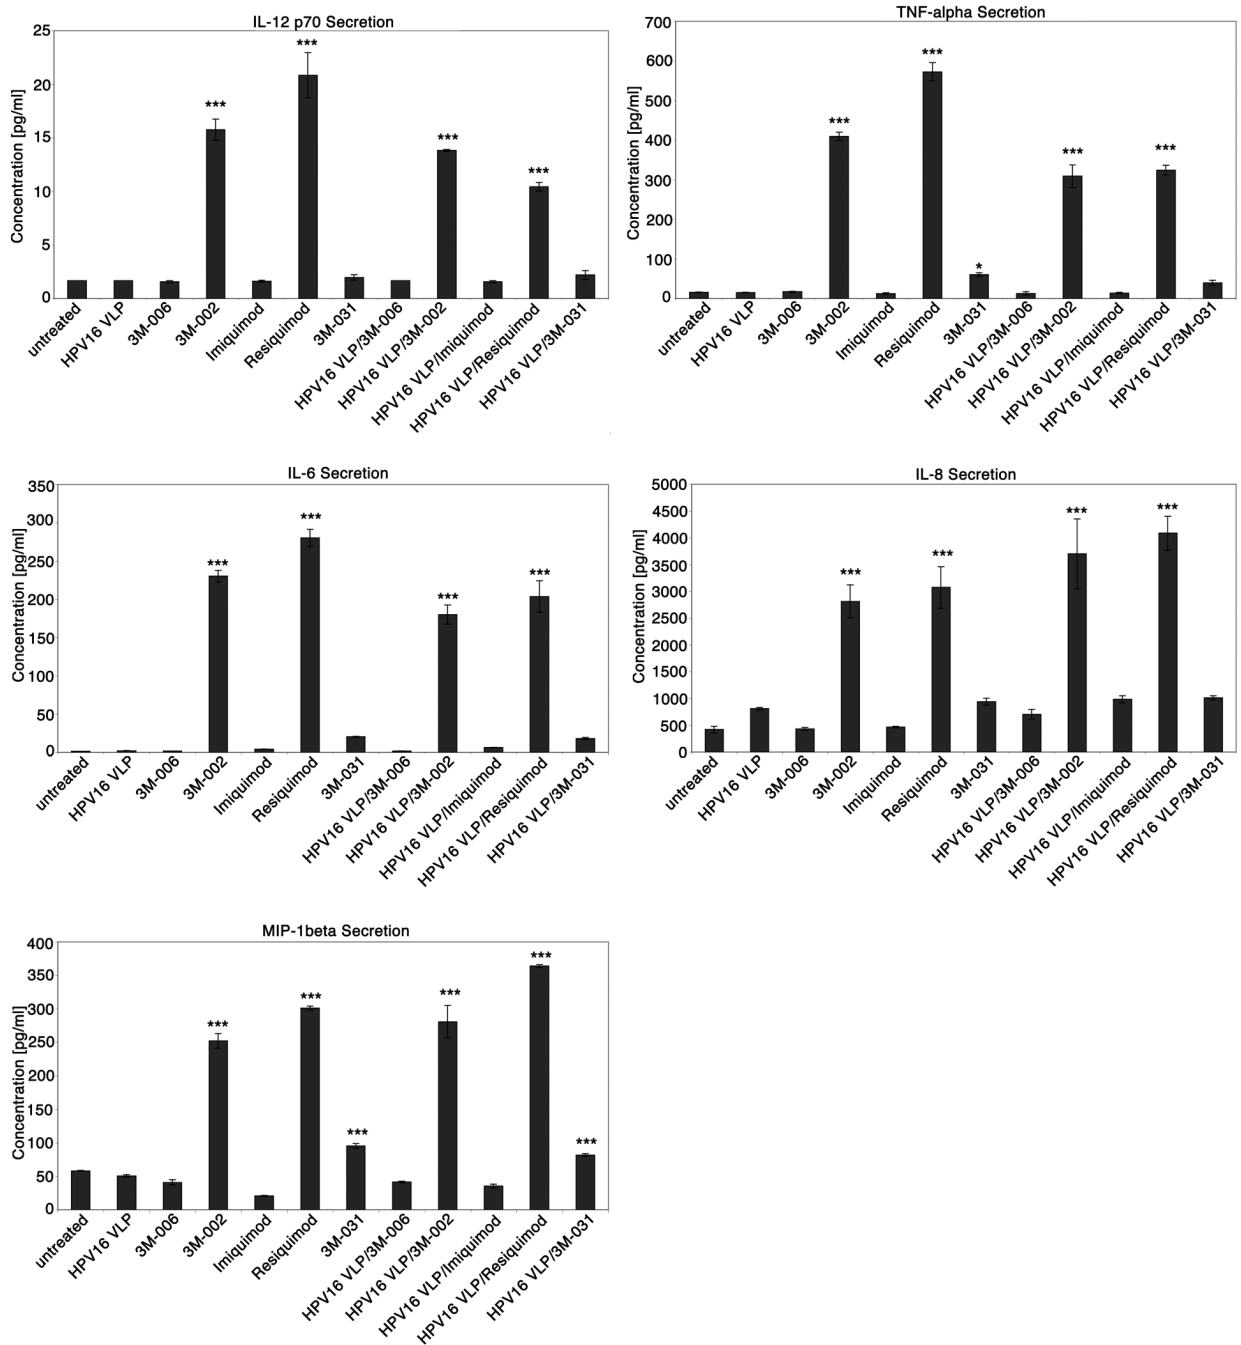 IL-12 p70 Secretion
Concentration [pg/ml]
25
20
15
10
5
0
***
***
***
***
untreated
HPV16 VLP
3M-006
3M-002
Imiquimod
Resiquimod
3M-031
HPV16 VLP/3M-006
HPV16 VLP/3M-002
HPV16 VLP/Imiquimod
HPV16 VLP/Resiquimod
HPV16 VLP/3M-031
TNF-alpha Secretion
Concentration [pg/ml]
700
600
500
400
300
200
100
0
***
***
*
***
***
untreated
HPV16 VLP
3M-006
3M-002
Imiquimod
Resiquimod
3M-031
HPV16 VLP/3M-006
HPV16 VLP/3M-002
HPV16 VLP/Imiquimod
HPV16 VLP/Resiquimod
HPV16 VLP/3M-031
IL-6 Secretion
Concentration [pg/ml]
350
300
250
200
150
100
50
0
***
***
***
***
untreated
HPV16 VLP
3M-006
3M-002
Imiquimod
Resiquimod
3M-031
HPV16 VLP/3M-006
HPV16 VLP/3M-002
HPV16 VLP/Imiquimod
HPV16 VLP/Resiquimod
HPV16 VLP/3M-031
IL-8 Secretion
Concentration [pg/ml]
5000
4500
4000
3500
3000
2500
2000
1500
1000
500
0
***
***
***
***
untreated
HPV16 VLP
3M-006
3M-002
Imiquimod
Resiquimod
3M-031
HPV16 VLP/3M-006
HPV16 VLP/3M-002
HPV16 VLP/Imiquimod
HPV16 VLP/Resiquimod
HPV16 VLP/3M-031
MIP-1beta Secretion
Concentration [pg/ml]
400
350
300
250
200
150
100
50
0
***
***
***
***
***
***
untreated
HPV16 VLP
3M-006
3M-002
Imiquimod
Resiquimod
3M-031
HPV16 VLP/3M-006
HPV16 VLP/3M-002
HPV16 VLP/Imiquimod
HPV16 VLP/Resiquimod
HPV16 VLP/3M-031